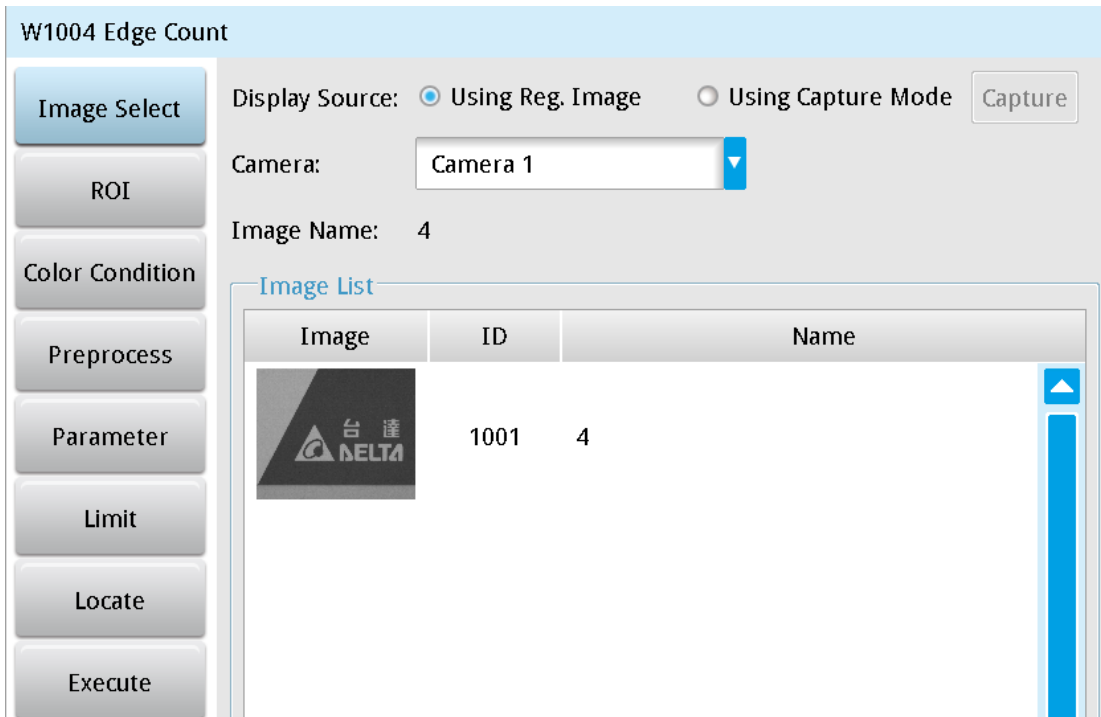 W1004 Edge Count
Image Select
ROI
Color Condition
Preprocess
Parameter
Limit
Locate
Execute
Display Source: Using Reg. Image Using Capture Mode Capture
Camera: Camera 1
Image Name: 4
Image List
Image ID Name
台達
DELTA
1001 4